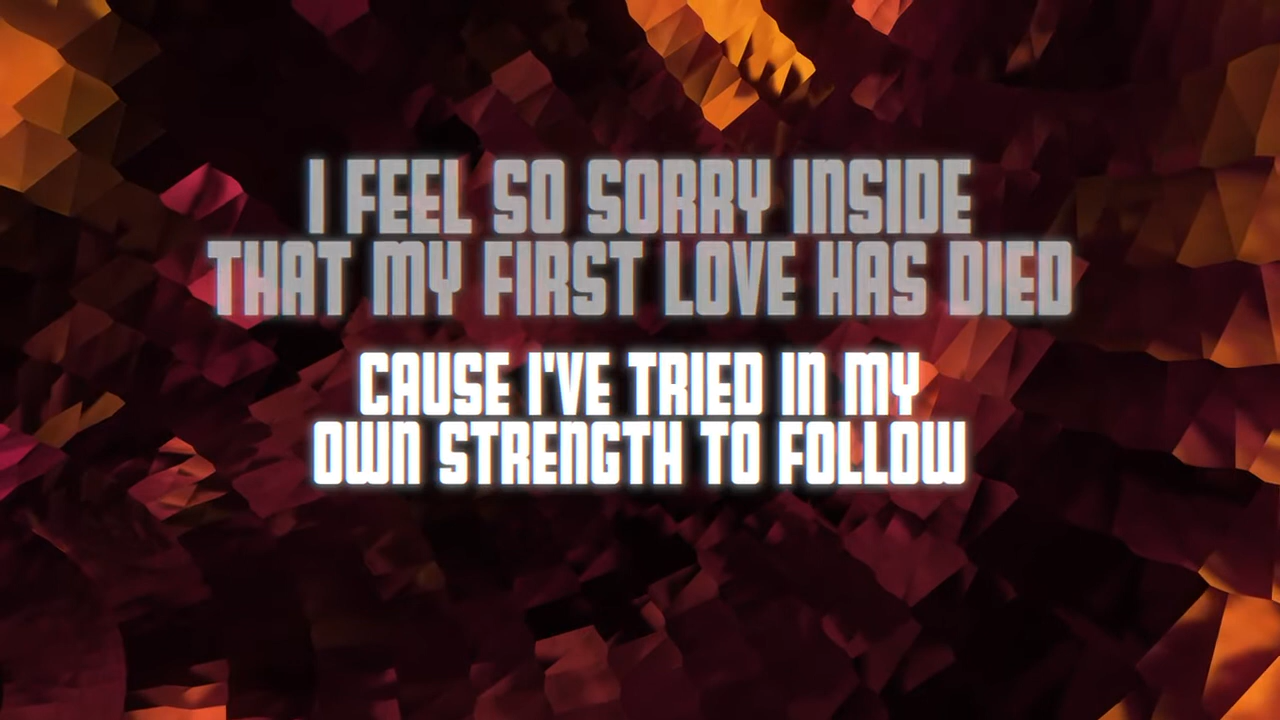 I FEEL SO SORRY INSIDE
THAT MY FIRST LOVE HAS DIED
CAUSE I'VE TRIED IN MY
OWN STRENGTH TO FOLLOW